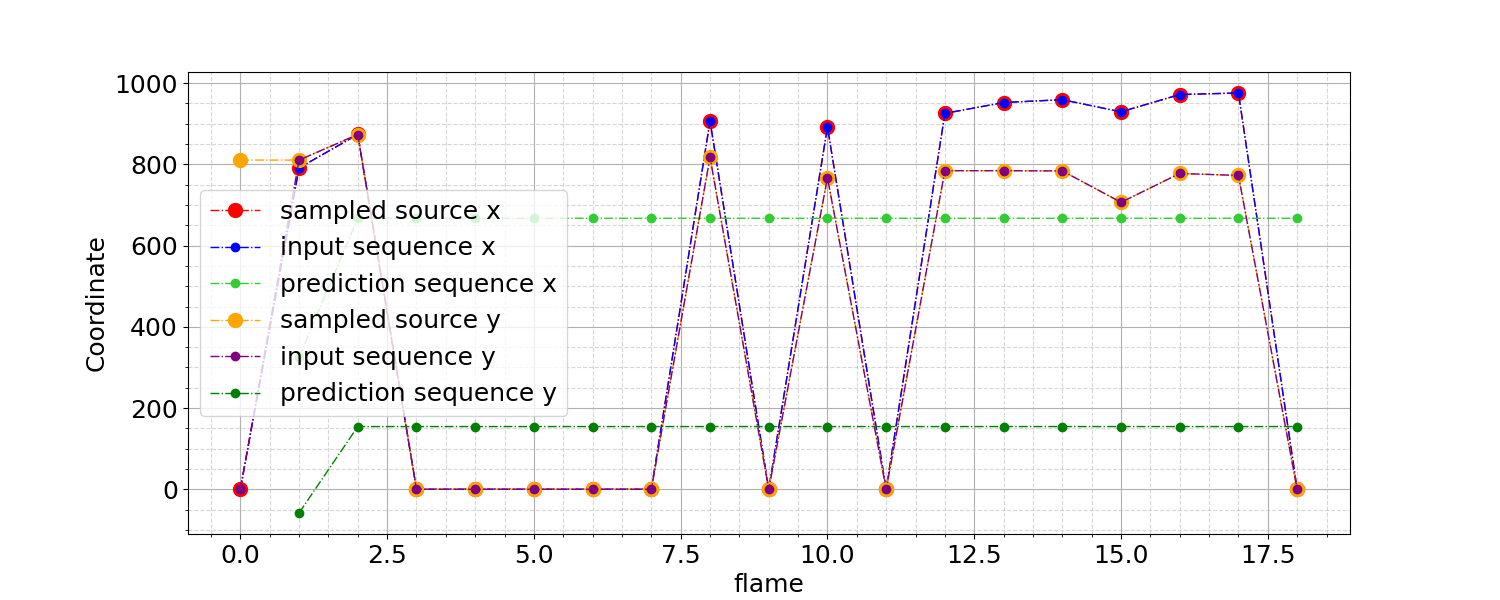 1000
800
600
400
200
0
Coordinate
sampled source x
input sequence x
prediction sequence x
sampled source y
input sequence y
prediction sequence y
0.0 2.5 5.0 7.5 10.0 12.5 15.0 17.5
flame